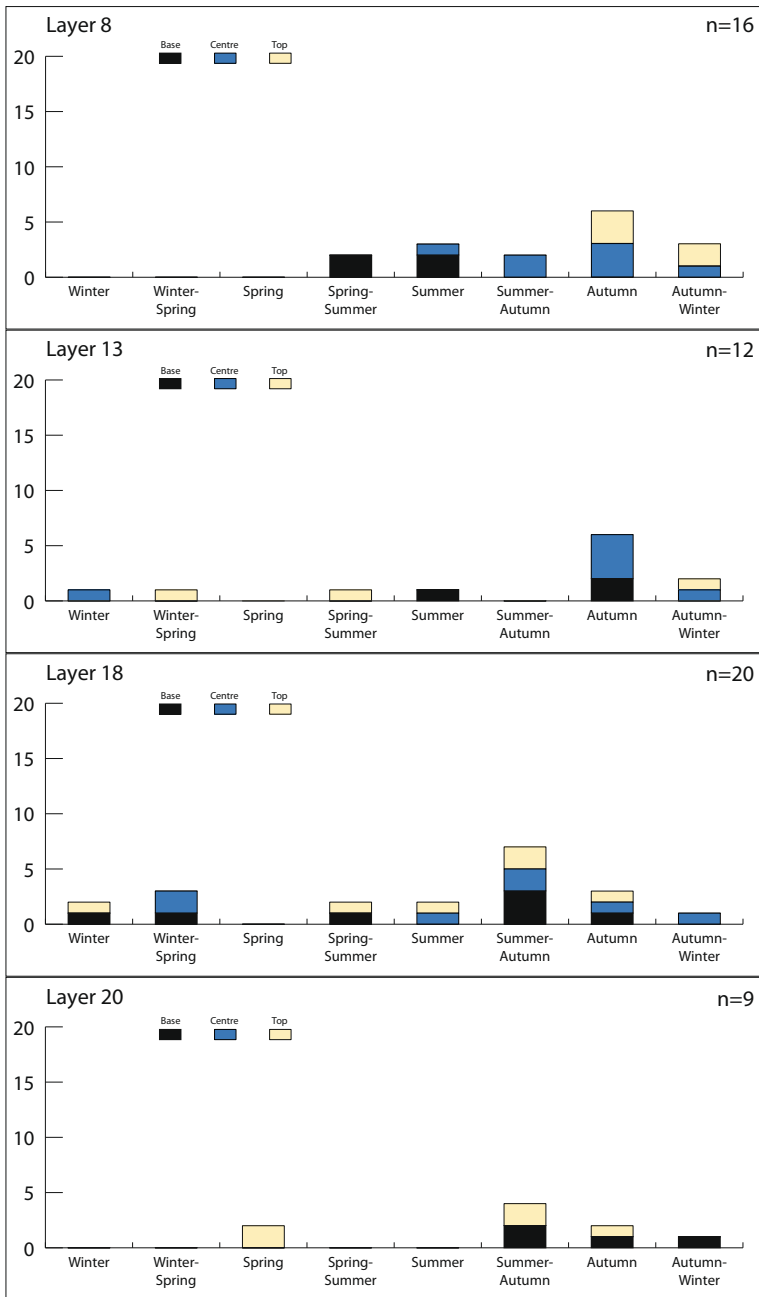 Layer 8 n=16
Base Centre Top
20
15
10
5
0
Winter Winter- Spring Spring- Summer Summer- Autumn Autumn-
Spring Summer Autumn Winter
Layer 13 n=12
Base Centre Top
20
15
10
5
0
Winter Winter- Spring Spring- Summer Summer- Autumn Autumn-
Spring Summer Autumn Winter
Layer 18 n=20
Base Centre Top
20
15
10
5
0
Winter Winter- Spring Spring- Summer Summer- Autumn Autumn-
Spring Summer Autumn Winter
Layer 20 n=9
Base Centre Top
20
15
10
5
0
Winter Winter- Spring Spring- Summer Summer- Autumn Autumn-
Spring Summer Autumn Winter